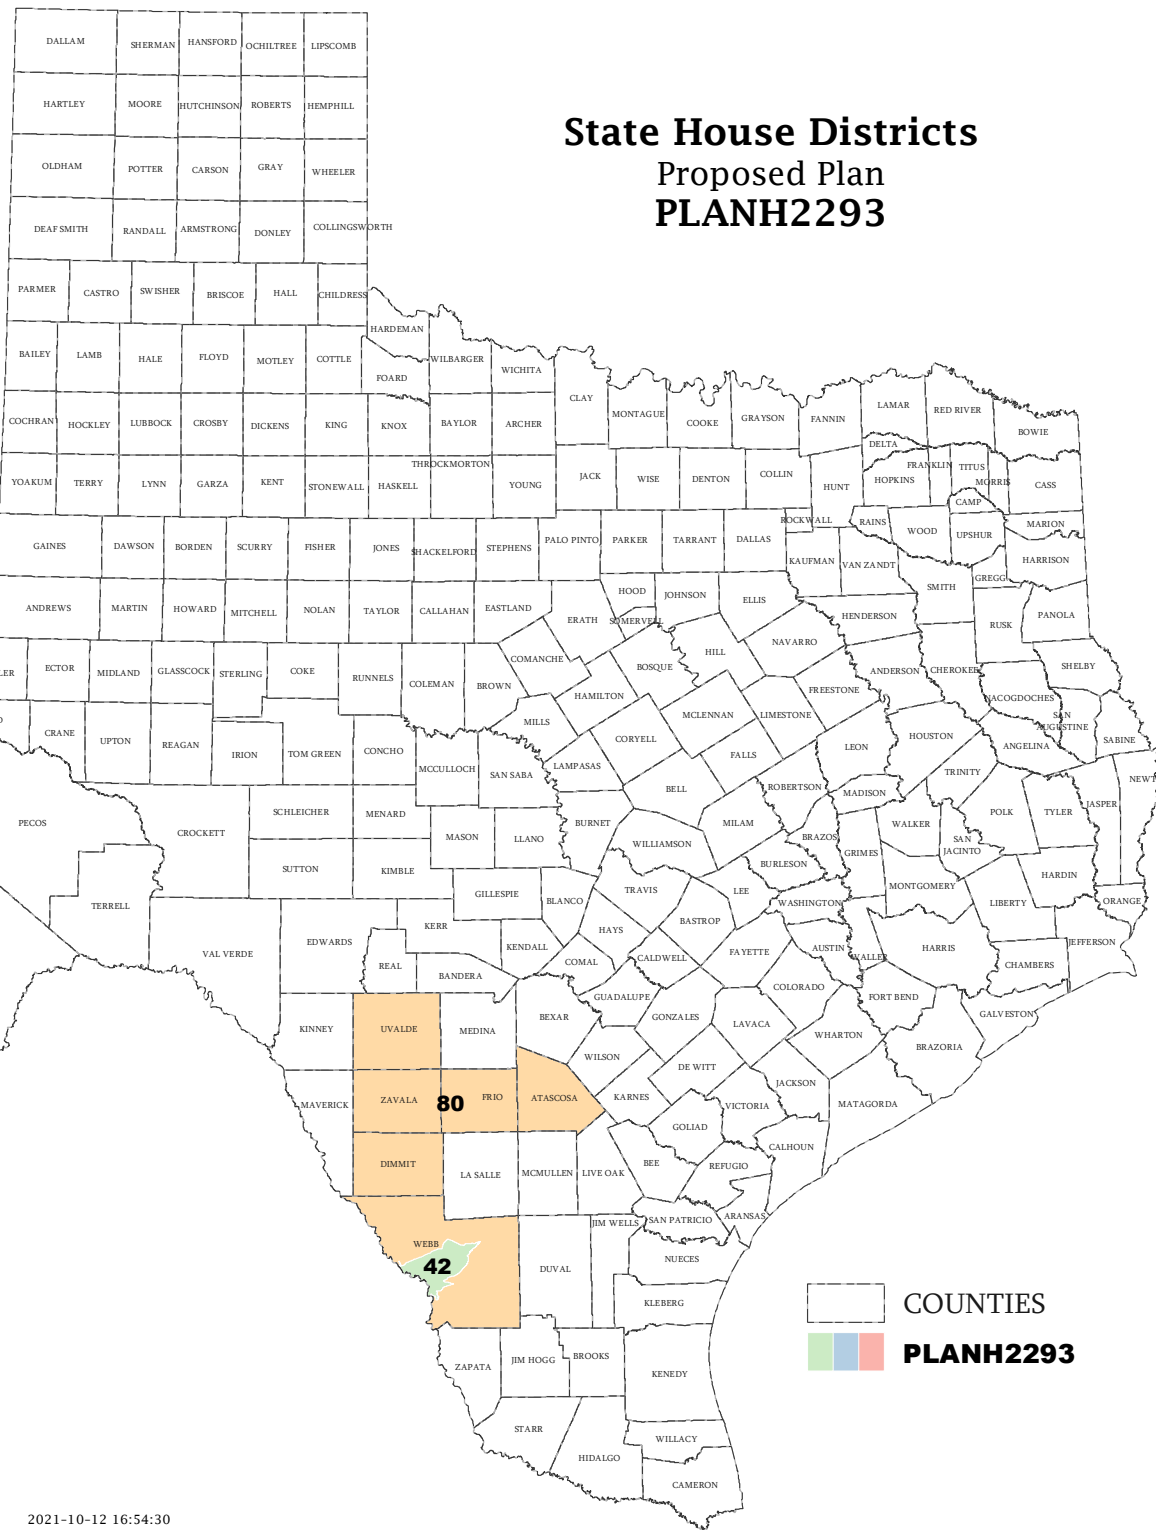 State House Districts
Proposed Plan
PLANH2293
DALLAM
SHERMAN
HANSFORD
OCHILTREE
LIPSCOMB
HARTLEY
MOORE
HUTCHINSON
ROBERTS
HEMPHILL
OLDHAM
POTTER
CARSON
GRAY
WHEELER
DEAF SMITH
RANDALL
ARMSTRONG
DONLEY
COLLINGSWORTH
PARMER
CASTRO
SWISHER
BRISCOE
HALL
CHILDRESS
HARDEMAN
BAILEY
LAMB
HALE
FLOYD
MOTLEY
COTTLE
FOARD
WILBARGER
WICHITA
CLAY
MONTAGUE
COOKE
GRAYSON
FANNIN
LAMAR
RED RIVER
BOWIE
COCHRAN
HOCKLEY
LUBBOCK
CROSBY
DICKENS
KING
KNOX
BAYLOR
ARCHER
DELTA
YOAKUM
TERRY
LYNN
GARZA
KENT
STONEWALL
HASKELL
THROCKMORTON
YOUNG
JACK
WISE
DENTON
COLLIN
HUNT
HOPKINS
FRANKLIN
TITUS
MORRIS
CASS
CAMP
GAINES
DAWSON
BORDEN
SCURRY
FISHER
JONES
SHACKELFORD
STEPHENS
PALO PINTO
PARKER
TARRANT
DALLAS
ROCKWALL
RAINS
WOOD
UPSHUR
MARION
KAUFMAN
VAN ZANDT
HARRISON
SMITH
GREGG
ANDREWS
MARTIN
HOWARD
MITCHELL
NOLAN
TAYLOR
CALLAHAN
EASTLAND
ERATH
HOOD
SOMERVELL
JOHNSON
ELLIS
HENDERSON
RUSK
PANOLA
NAVARRO
LER
ECTOR
MIDLAND
GLASSCOCK
STERLING
COKE
RUNNELS
COLEMAN
BROWN
COMANCHE
HAMILTON
BOSQUE
HILL
FREESTONE
ANDERSON
CHEROKEE
NACOGDOCHES
SHELBY
CRANE
UPTON
REAGAN
IRION
TOM GREEN
CONCHO
MCCULLOCH
SAN SABA
MILLS
LAMPASAS
CORYELL
MCLENNAN
LIMESTONE
FALLS
LEON
HOUSTON
ANGELINA
SAN
AUGUSTINE
SABINE
TRINITY
NEWT
PECOS
TERRELL
CROCKETT
SCHLEICHER
SUTTON
MENARD
KIMBLE
MASON
LLANO
BURNET
BELL
WILLIAMSON
MILAM
ROBERTSON
BRAZOS
MADISON
GRIMES
WALKER
SAN
JACINTO
POLK
TYLER
JASPER
HARDIN
BURLESON
LEE
WASHINGTON
MONTGOMERY
LIBERTY
ORANGE
JEFFERSON
VAL VERDE
EDWARDS
REAL
KERR
GILLESPIE
KENDALL
BANDERA
BLANCO
TRAVIS
HAYS
COMAL
CALDWELL
BASTROP
FAYETTE
AUSTIN
WALLER
HARRIS
CHAMBERS
KINNEY
UVALDE
MEDINA
BEXAR
GUADALUPE
GONZALES
LAVACA
COLORADO
WHARTON
FORT BEND
GALVESTON
BRAZORIA
WILSON
DE WITT
JACKSON
MATAGORDA
MAVERICK
ZAVALA
80
FRIO
ATASCOSA
KARNES
GOLIAD
VICTORIA
CALHOUN
DIMMIT
LA SALLE
MCMULLEN
LIVE OAK
BEE
REFUGIO
ARANSAS
SAN PATRICIO
JIM WELLS
WEBB
42
DUVAL
NUECES
KLEBERG
COUNTIES
PLANH2293
ZAPATA
JIM HOGG
BROOKS
KENEDY
STARR
HIDALGO
WILLACY
CAMERON
2021-10-12 16:54:30